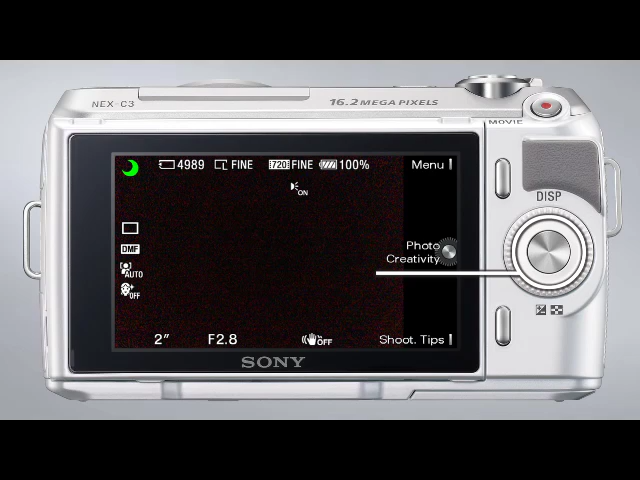 NEX-C3
16.2 MEGA PIXELS
MOVIE
4989 L FINE 720 FINE 100% Menu
ON
DISP
DMF
Photo
Creativity
AUTO
OFF
2" F2.8 OFF Shoot. Tips
SONY